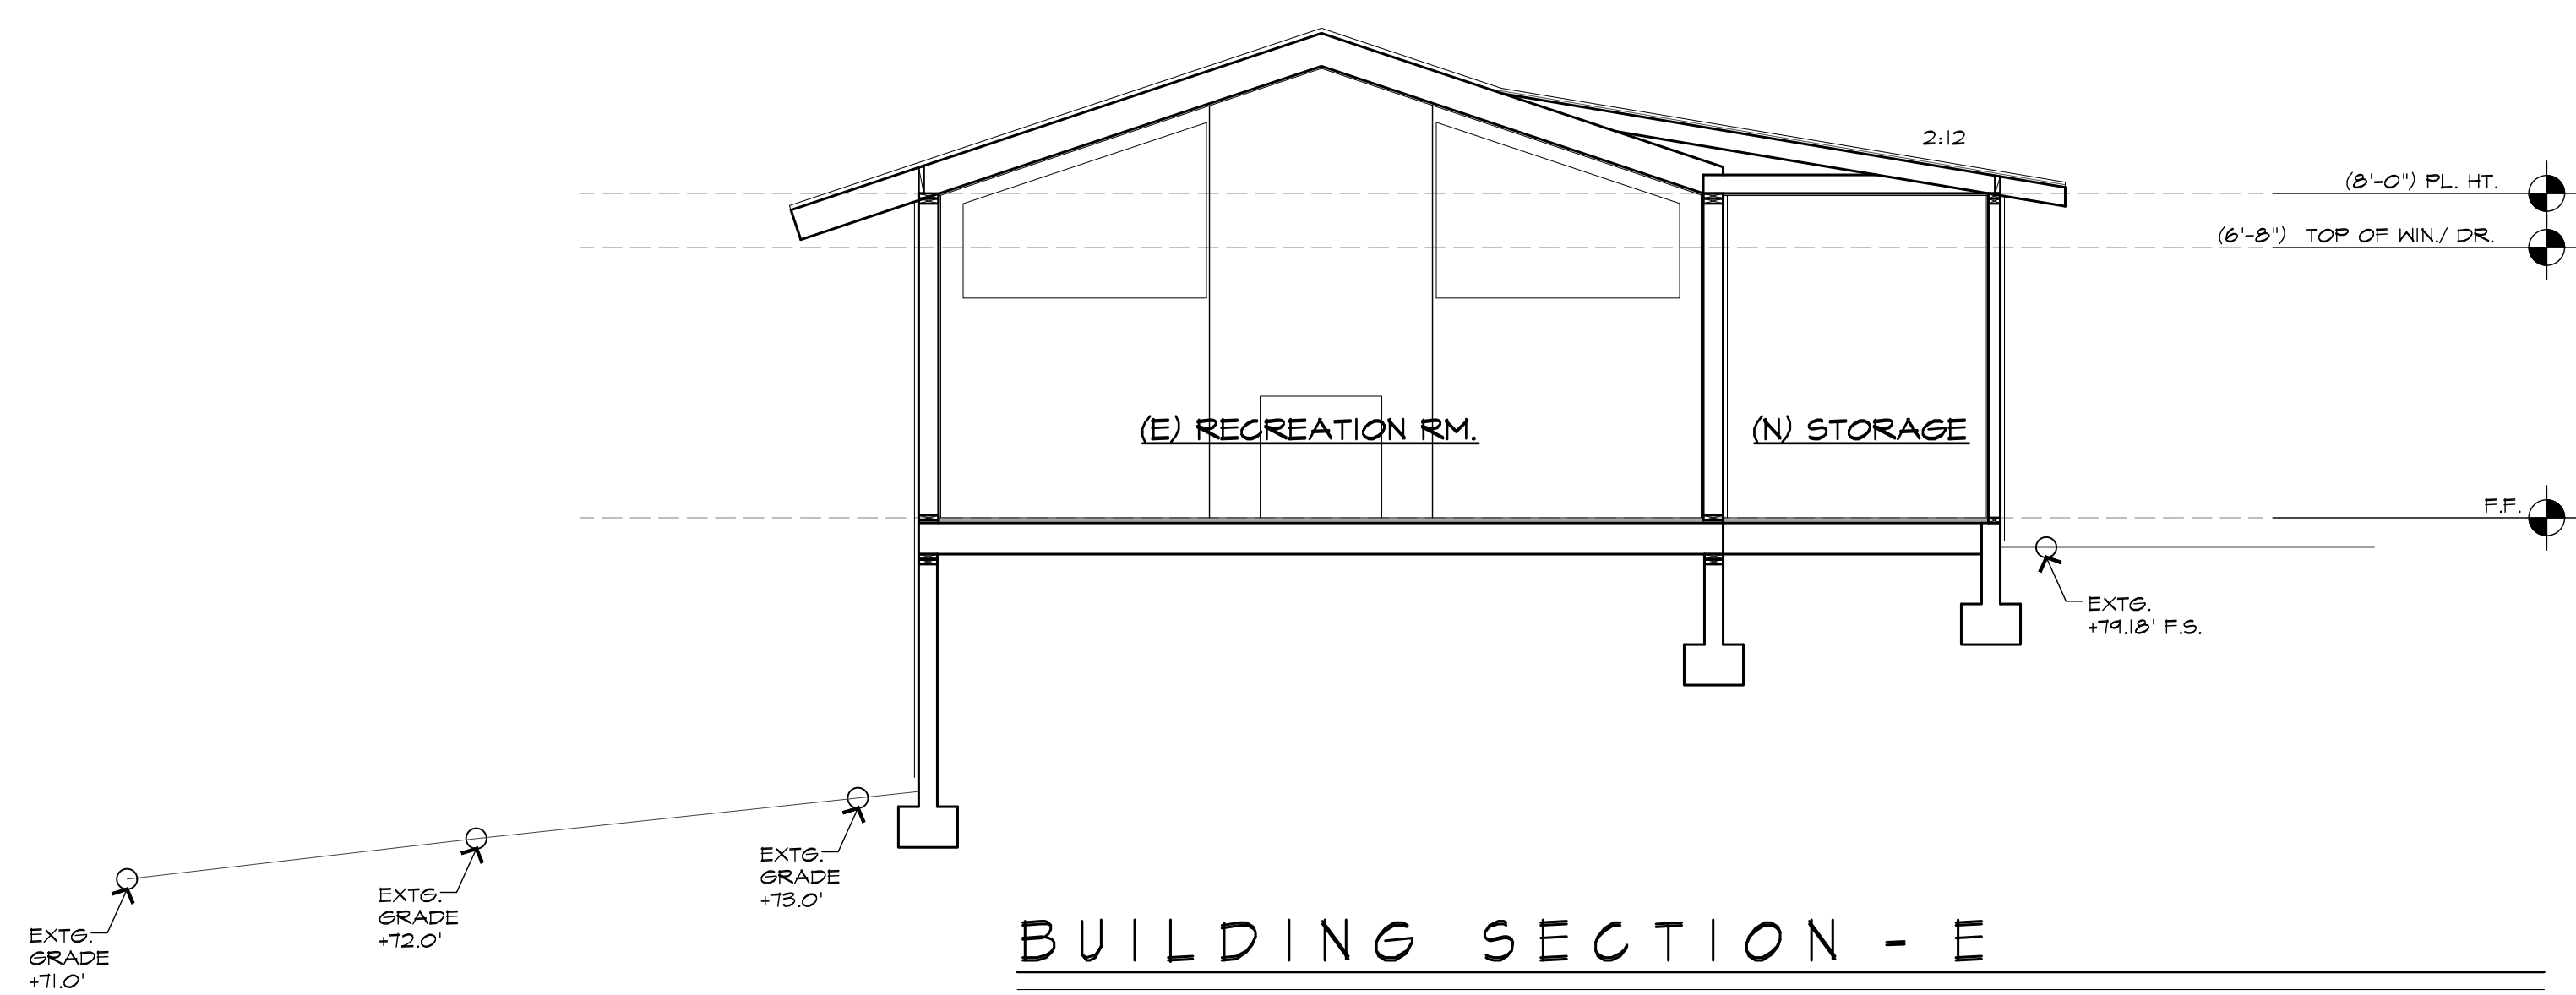 2:12
(8'-0") PL. HT.
(6'-8") TOP OF WIN./ DR.
(E) RECREATION RM.
(N) STORAGE
F.F.
EXTG.
+79.18' F.S.
EXTG.
GRADE
+73.0'
EXTG.
GRADE
+72.0'
EXTG.
GRADE
+71.0'
BUILDING SECTION - E